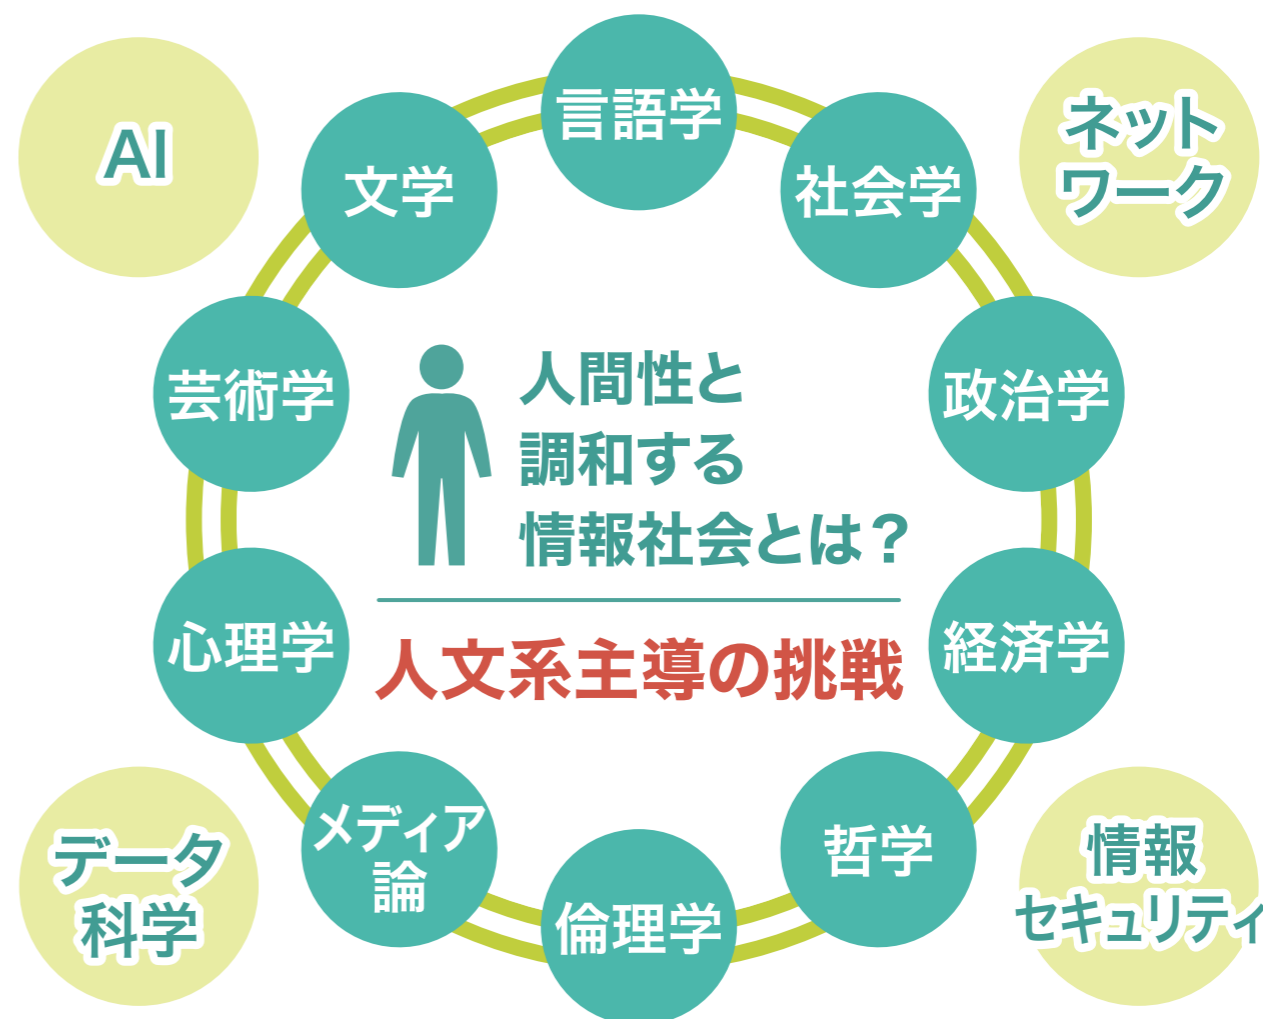 AI
ネット
ワーク
言語学
文学
社会学
芸術学
政治学
人間性と
調和する
情報社会とは？
人文系主導の挑戦
心理学
経済学
メディア
論
哲学
倫理学
データ
科学
情報
セキュリティ